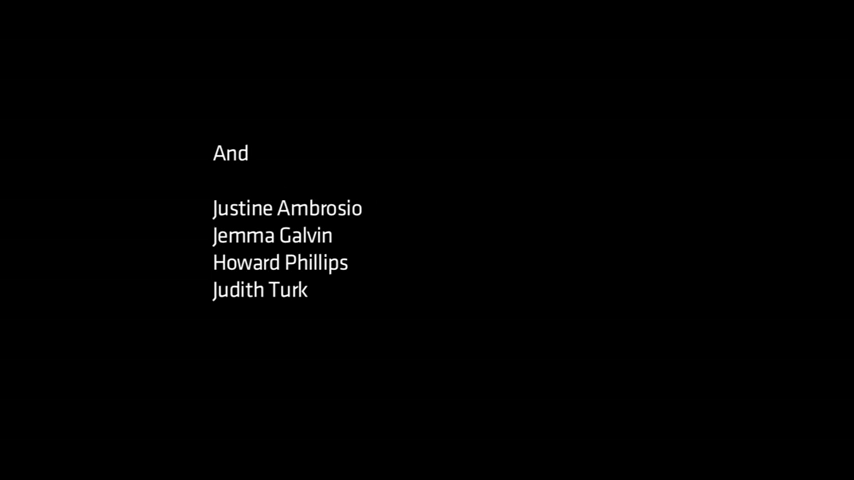 And
Justine Ambrosio
Jemma Galvin
Howard Phillips
Judith Turk